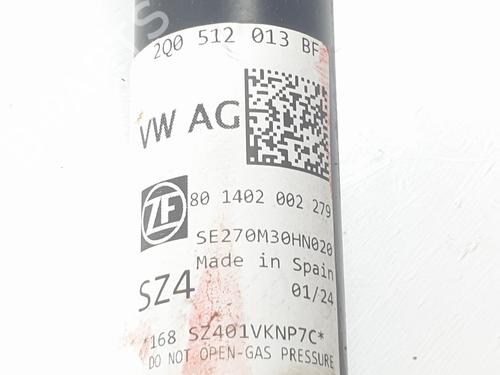 2Q0 512 013 BF
VW AG
ZF
80 1402 002 279
SE270M30HN020
Made in Spain
SZ4
01/24
*168 SZ401VKNP7C*
DO NOT OPEN-GAS PRESSURE